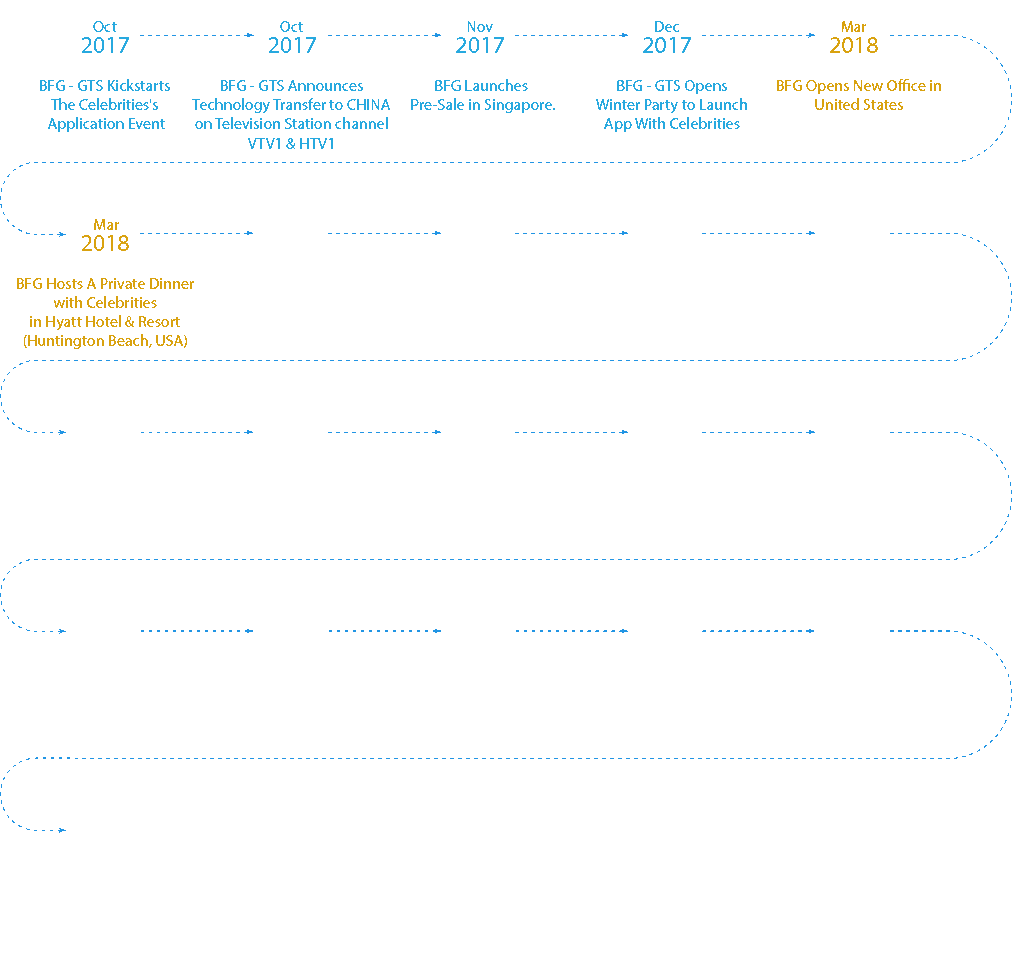 Oct
2017
BFG - GTS Kickstarts
The Celebrities's
Application Event
Oct
2017
BFG - GTS Announces
Technology Transfer to CHINA
on Television Station channel
VTV1 & HTV1
Nov
2017
BFG Launches
Pre-Sale in Singapore.
Dec
2017
BFG - GTS Opens
Winter Party to Launch
App With Celebrities
Mar
2018
BFG Opens New Office in
United States
Mar
2018
BFG Hosts A Private Dinner
with Celebrities
in Hyatt Hotel & Resort
(Huntington Beach, USA)